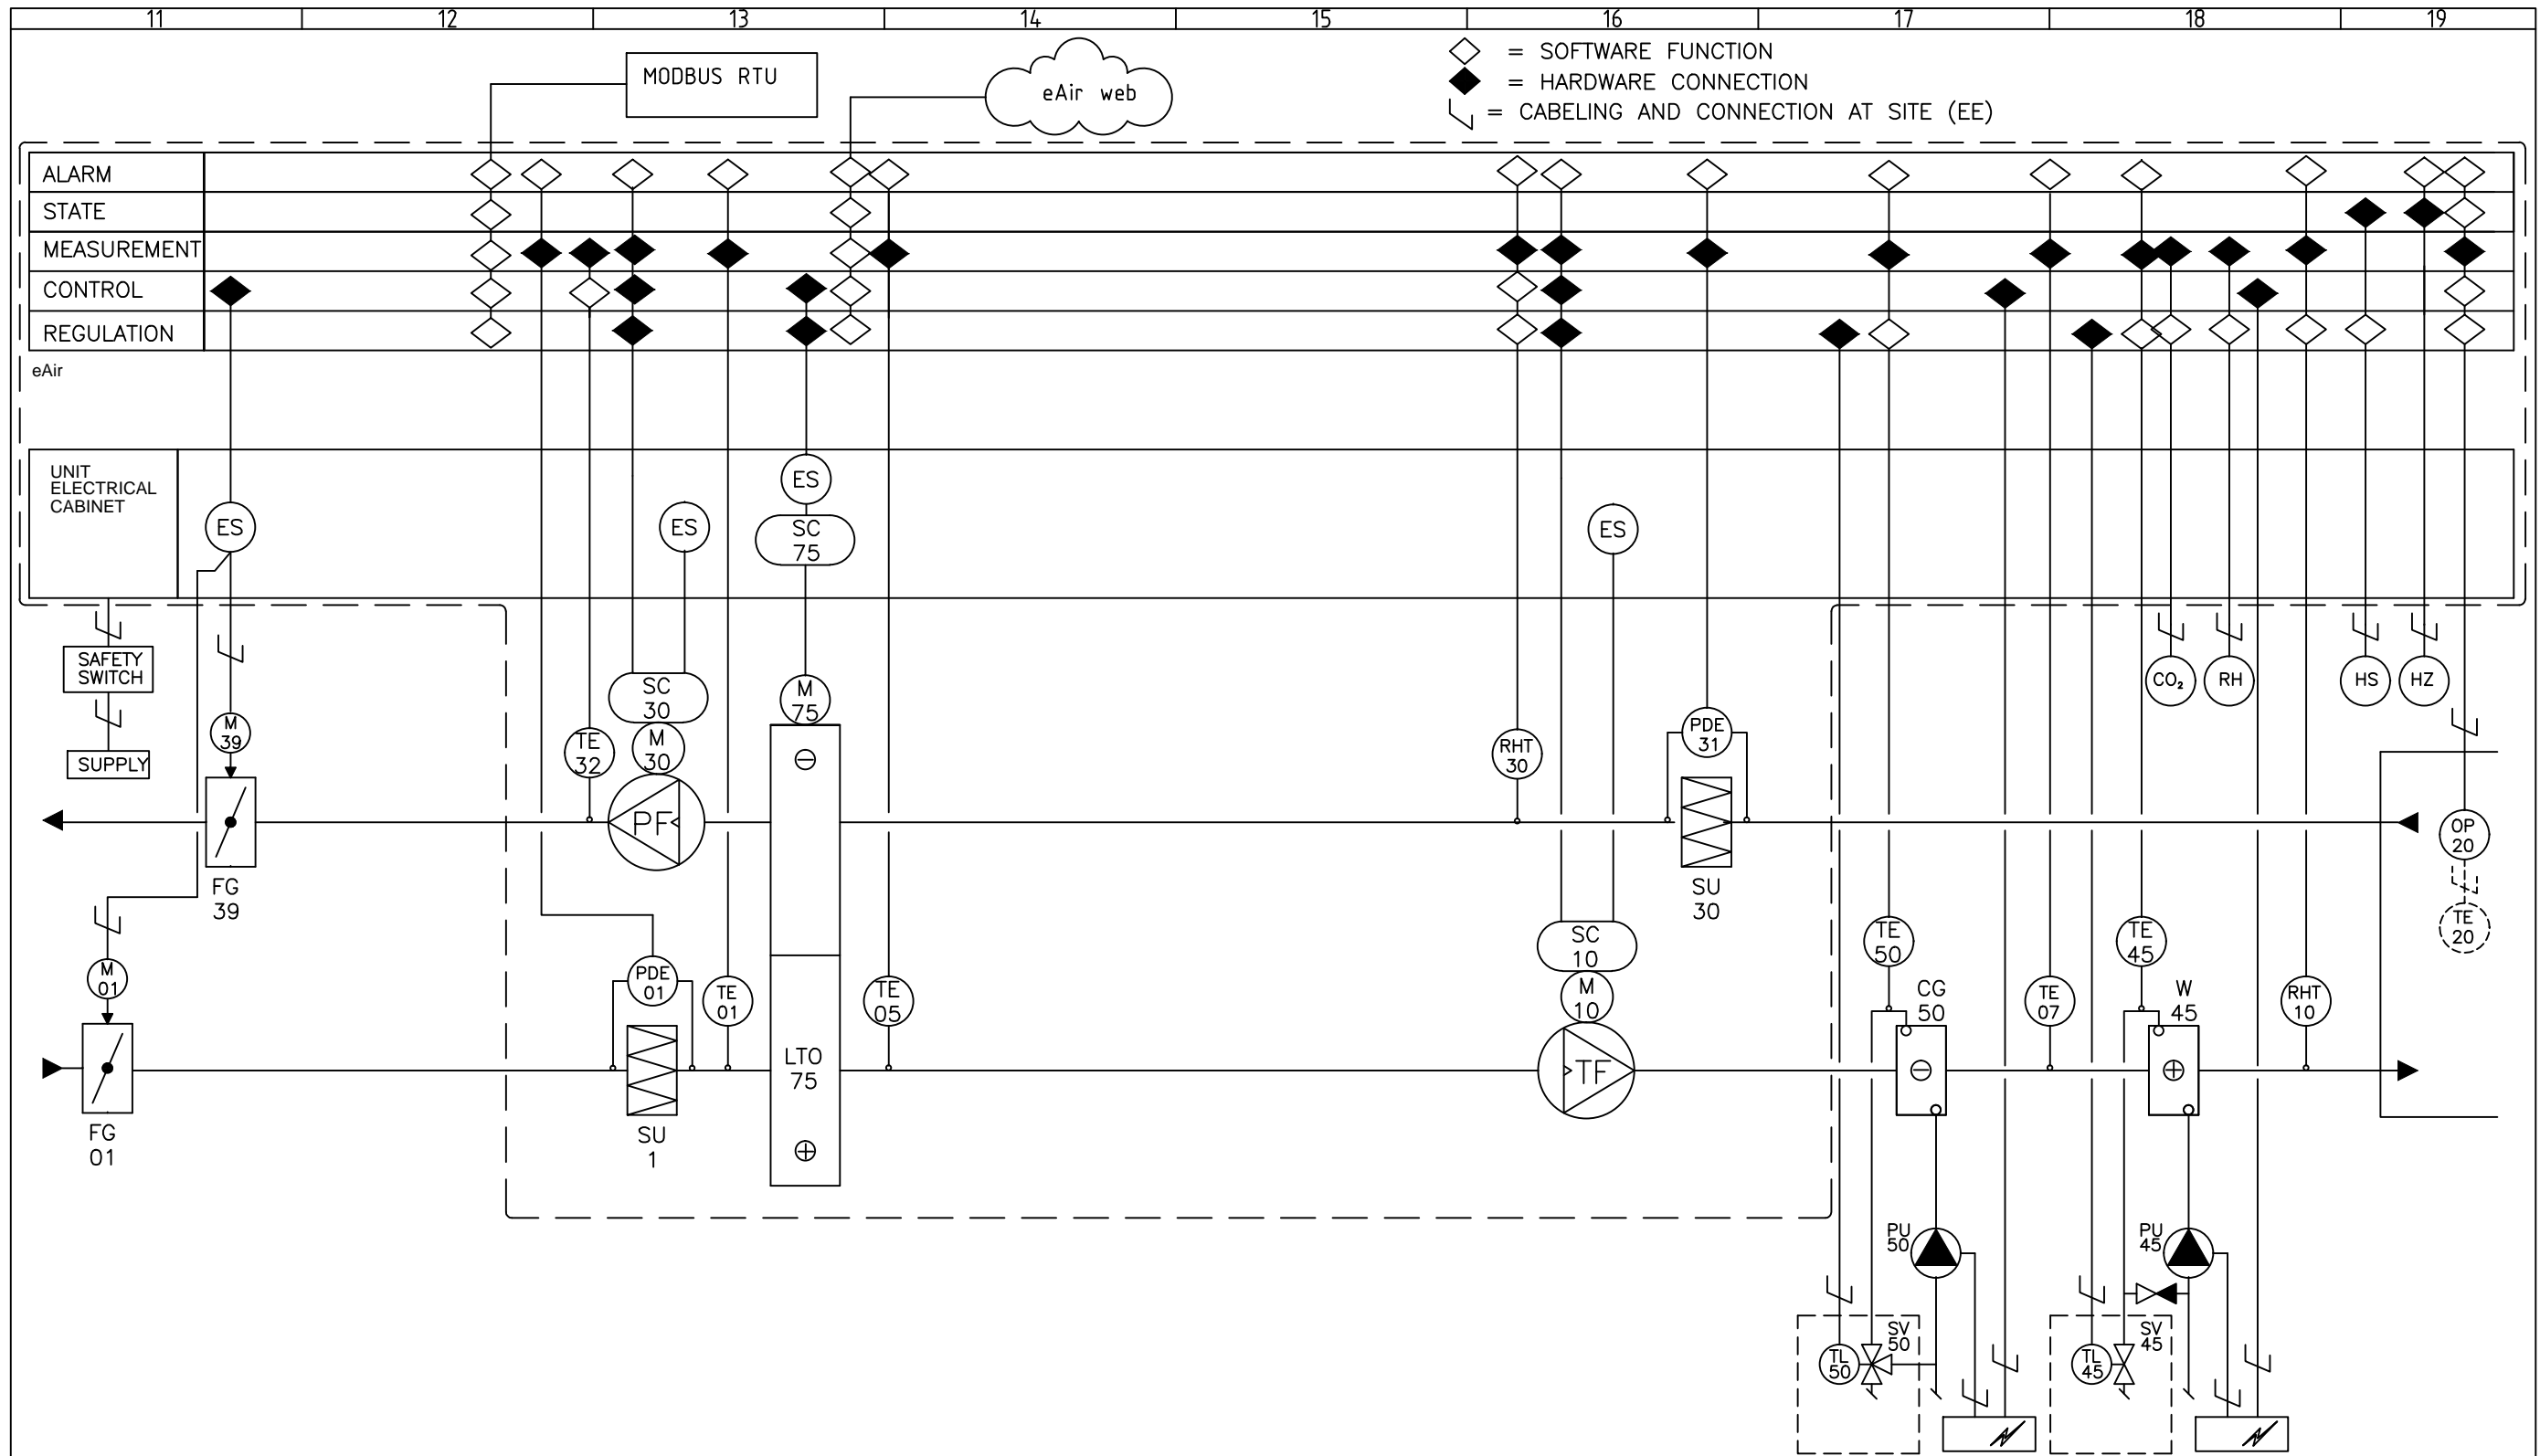 11 12 13 14 15 16 17 18 19
MODBUS RTU
eAir web
= SOFTWARE FUNCTION
= HARDWARE CONNECTION
= CABELING AND CONNECTION AT SITE (EE)
ALARM
STATE
MEASUREMENT
CONTROL
REGULATION
eAir
UNIT
ELECTRICAL
CABINET
ES
ES
ES
SC
75
ES
SAFETY
SWITCH
SUPPLY
M
39
FG
39
M
01
FG
01
TE
32
SC
30
M
30
PF
M
75
PDE
01
SU
1
TE
01
LTO
75
TE
05
RHT
30
PDE
31
SU
30
SC
10
M
10
TF
TE
50
CG
50
TE
07
TE
45
W
45
RHT
10
CO₂
RH
HS
HZ
OP
20
TE
20
PU
50
PU
45
SV
50
TL
50
SV
45
TL
45